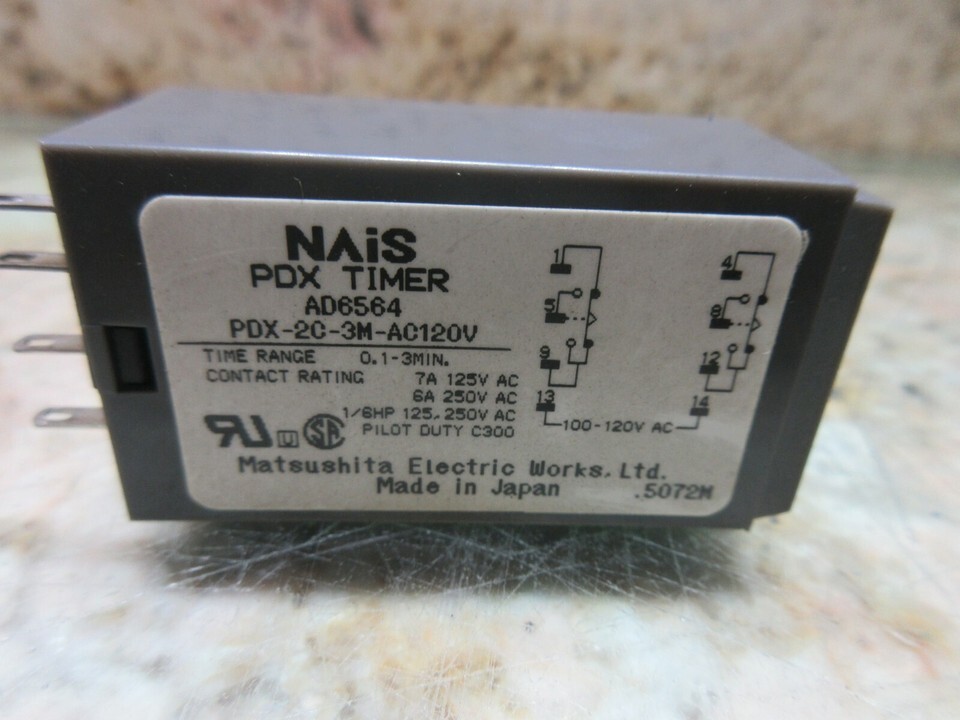 NAiS
PDX TIMER
AD6564
PDX-2C-3M-AC120V
TIME RANGE 0.1-3MIN.
CONTACT RATING 7A 125V AC
6A 250V AC
1/6HP 125, 250V AC
PILOT DUTY C300
RU U SA
1 4
5 8
9 12
13 14
100-120V AC
Matsushita Electric Works, Ltd.
Made in Japan .5072M